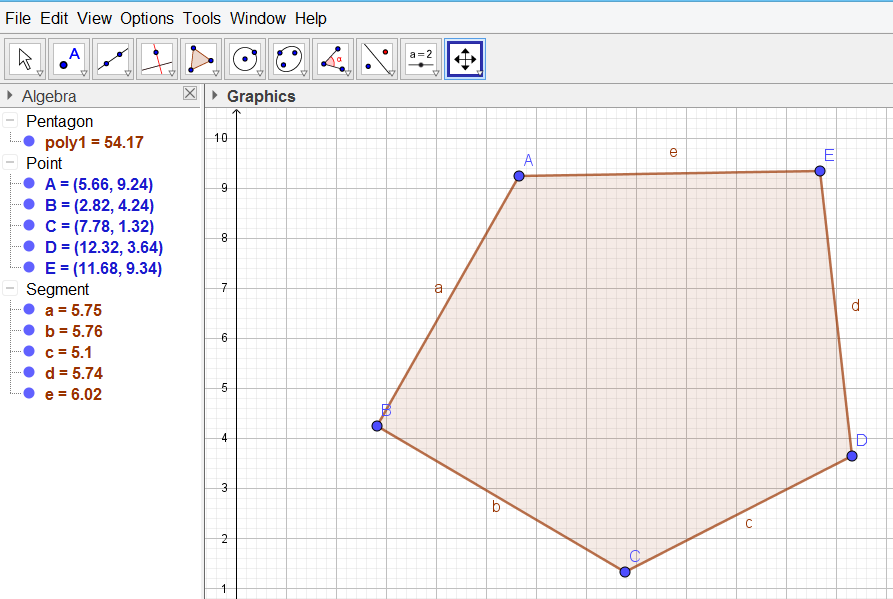 File Edit View Options Tools Window Help
A
α
a=2
Algebra
Graphics
Pentagon
poly1 = 54.17
Point
A = (5.66, 9.24)
B = (2.82, 4.24)
C = (7.78, 1.32)
D = (12.32, 3.64)
E = (11.68, 9.34)
Segment
a = 5.75
b = 5.76
c = 5.1
d = 5.74
e = 6.02
10
9
8
7
6
5
4
3
2
1
A
e
E
a
d
B
D
b
c
C